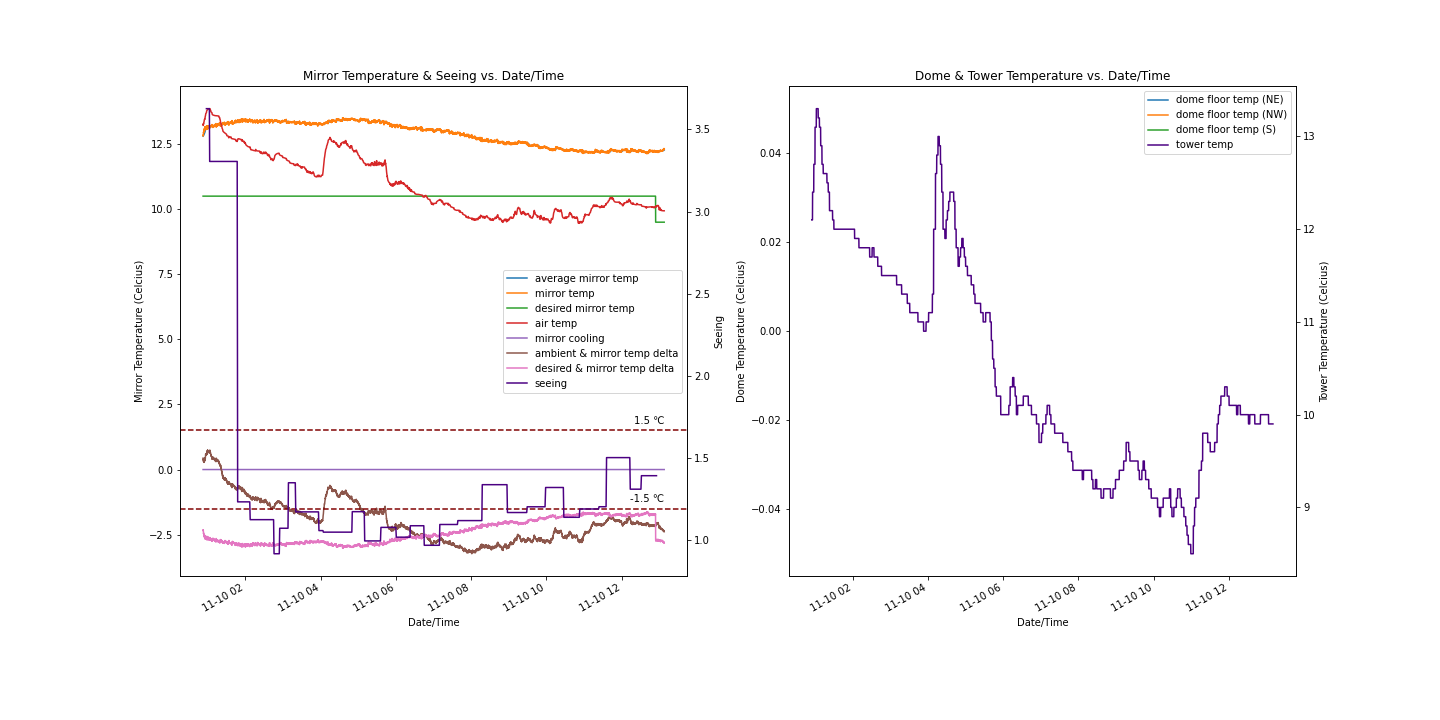 Mirror Temperature & Seeing vs. Date/Time
12.5
10.0
7.5
5.0
2.5
0.0
−2.5
Mirror Temperature (Celcius)
3.5
3.0
2.5
2.0
1.5
1.0
Seeing
average mirror temp
mirror temp
desired mirror temp
air temp
mirror cooling
ambient & mirror temp delta
desired & mirror temp delta
seeing
1.5 °C
-1.5 °C
11-10 02
11-10 04
11-10 06
11-10 08
11-10 10
11-10 12
Date/Time
Dome & Tower Temperature vs. Date/Time
0.04
0.02
0.00
−0.02
−0.04
Dome Temperature (Celcius)
dome floor temp (NE)
dome floor temp (NW)
dome floor temp (S)
tower temp
13
12
11
10
9
Tower Temperature (Celcius)
11-10 02
11-10 04
11-10 06
11-10 08
11-10 10
11-10 12
Date/Time